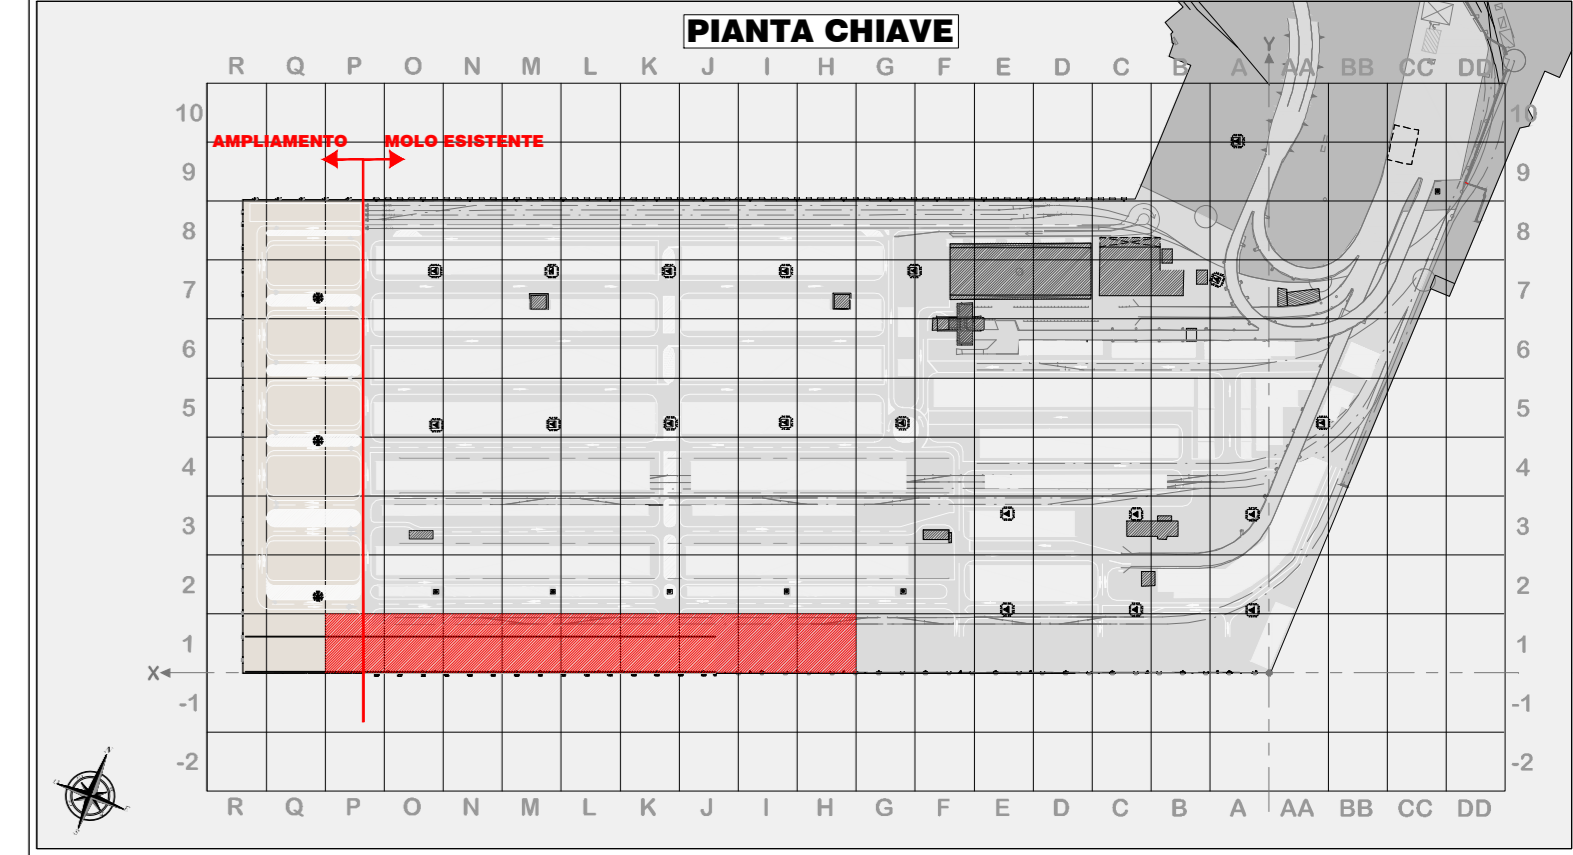 PIANTA CHIAVE
Y
R Q P O N M L K J I H G F E D C B A AA BB CC DD
10 10
AMPLIAMENTO MOLO ESISTENTE
9 9
8 8
7 7
6 6
5 5
4 4
3 3
2 2
1 1
X
-1 -1
-2 -2
R Q P O N M L K J I H G F E D C B A AA BB CC DD